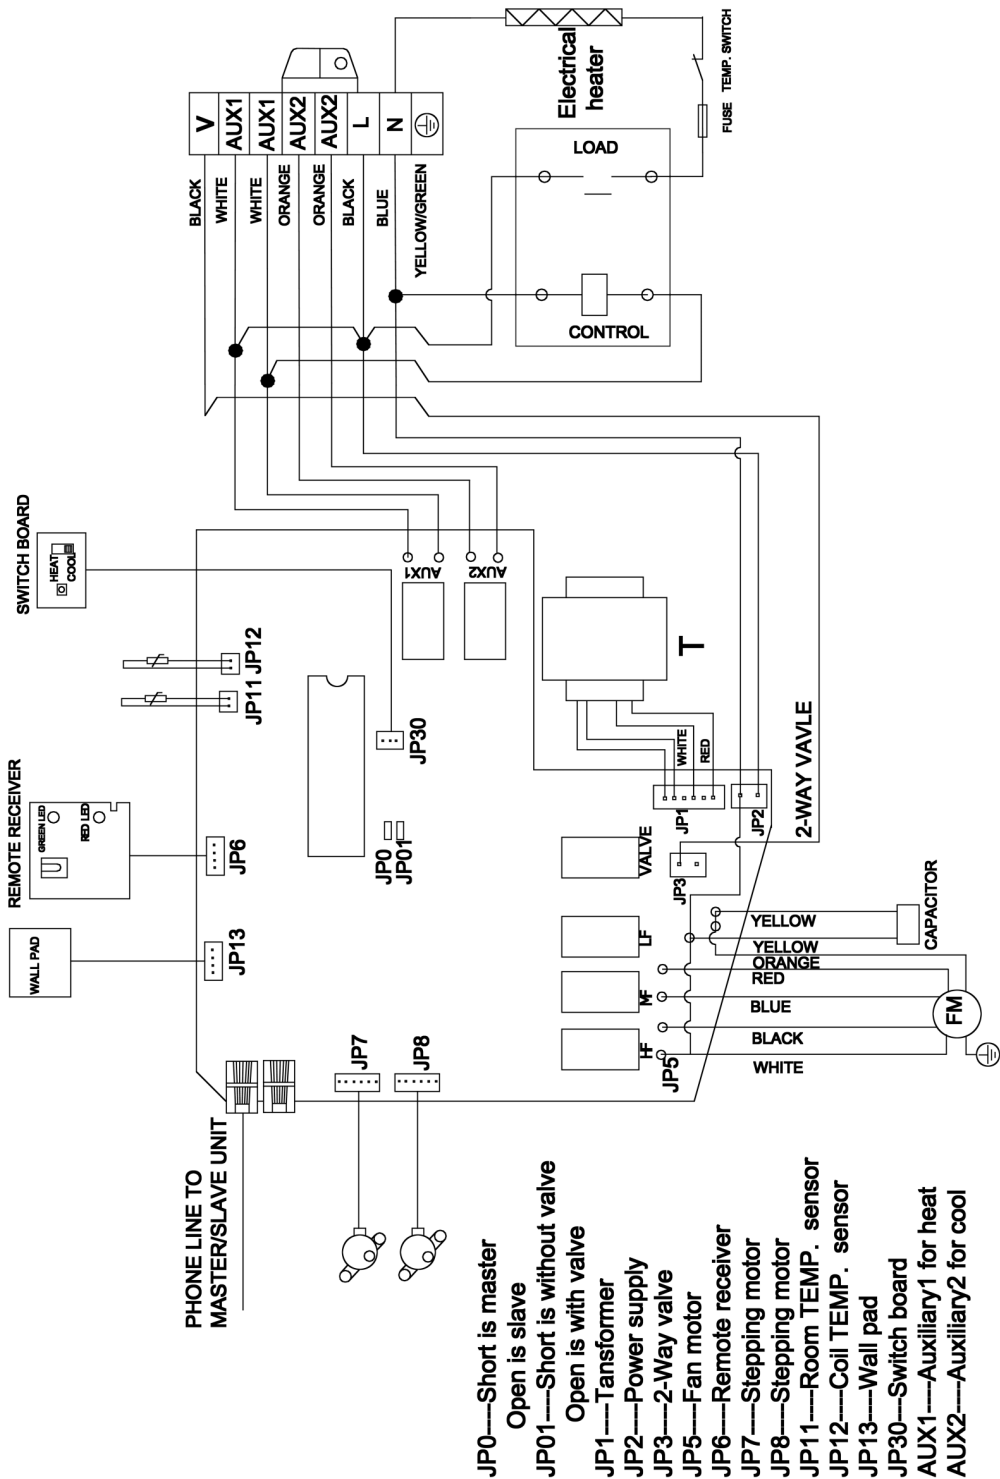 V
AUX1
AUX1
AUX2
AUX2
L
N
BLACK
WHITE
WHITE
ORANGE
ORANGE
BLACK
BLUE
YELLOW/GREEN
Electrical
heater
FUSE TEMP. SWITCH
LOAD
CONTROL
SWITCH BOARD
HEAT
COOL
JP11
JP12
REMOTE RECEIVER
GREEN LED
RED LED
JP6
WALL PAD
JP13
JP30
JP0
JP01
AUX1
AUX2
T
WHITE
RED
JP1
JP2
2-WAY VAVLE
VALVE
JP3
LF
MF
HF
JP5
YELLOW
YELLOW
ORANGE
RED
BLUE
BLACK
WHITE
CAPACITOR
FM
JP7
JP8
PHONE LINE TO
MASTER/SLAVE UNIT
JP0----Short is master
Open is slave
JP01----Short is without valve
Open is with valve
JP1----Tansformer
JP2----Power supply
JP3----2-Way valve
JP5----Fan motor
JP6----Remote receiver
JP7----Stepping motor
JP8----Stepping motor
JP11----Room TEMP. sensor
JP12----Coil TEMP. sensor
JP13----Wall pad
JP30---Switch board
AUX1----Auxiliary1 for heat
AUX2----Auxiliary2 for cool